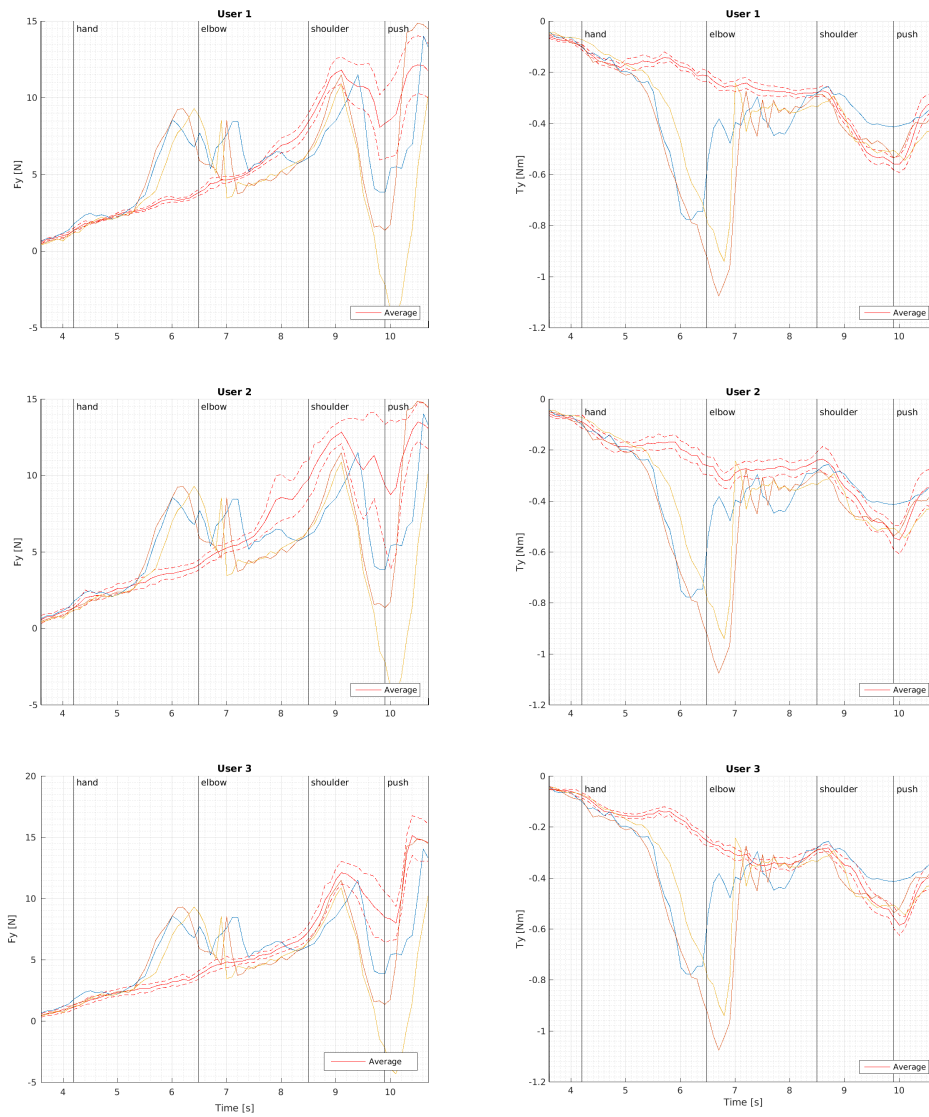 User 1
15
10
5
0
-5
Fy [N]
hand
elbow
shoulder
push
Average
4 5 6 7 8 9 10
User 1
0
-0.2
-0.4
-0.6
-0.8
-1
-1.2
Ty [Nm]
hand
elbow
shoulder
push
Average
4 5 6 7 8 9 10
User 2
15
10
5
0
-5
Fy [N]
hand
elbow
shoulder
push
Average
4 5 6 7 8 9 10
User 2
0
-0.2
-0.4
-0.6
-0.8
-1
-1.2
Ty [Nm]
hand
elbow
shoulder
push
Average
4 5 6 7 8 9 10
User 3
20
15
10
5
0
-5
Fy [N]
hand
elbow
shoulder
push
Average
4 5 6 7 8 9 10
Time [s]
User 3
0
-0.2
-0.4
-0.6
-0.8
-1
-1.2
Ty [Nm]
hand
elbow
shoulder
push
Average
4 5 6 7 8 9 10
Time [s]